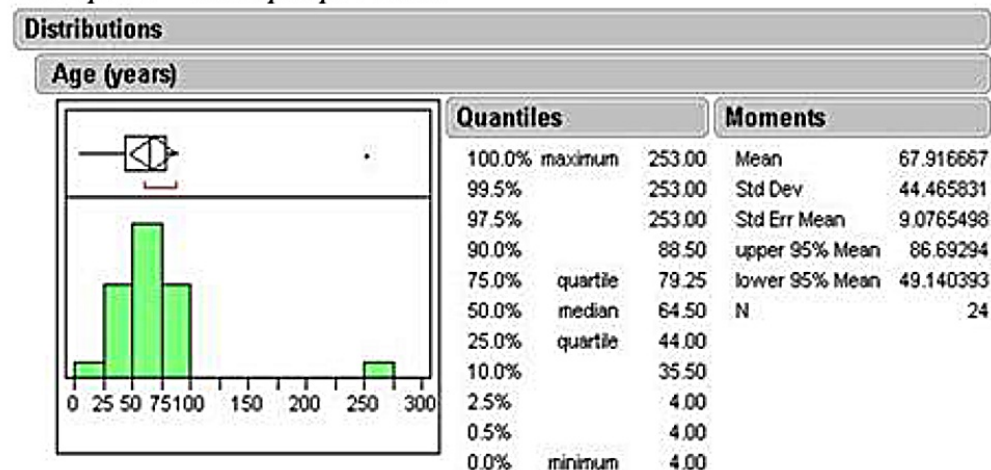 Distributions
Age (years)
Quantiles
100.0% maximum 253.00
99.5% 253.00
97.5% 253.00
90.0% 88.50
75.0% quartile 79.25
50.0% median 64.50
25.0% quartile 44.00
10.0% 35.50
2.5% 4.00
0.5% 4.00
0.0% minimum 4.00
Moments
Mean 67.916667
Std Dev 44.465831
Std Err Mean 9.0765498
upper 95% Mean 86.69294
lower 95% Mean 49.140393
N 24
0 25 50 75 100 150 200 250 300